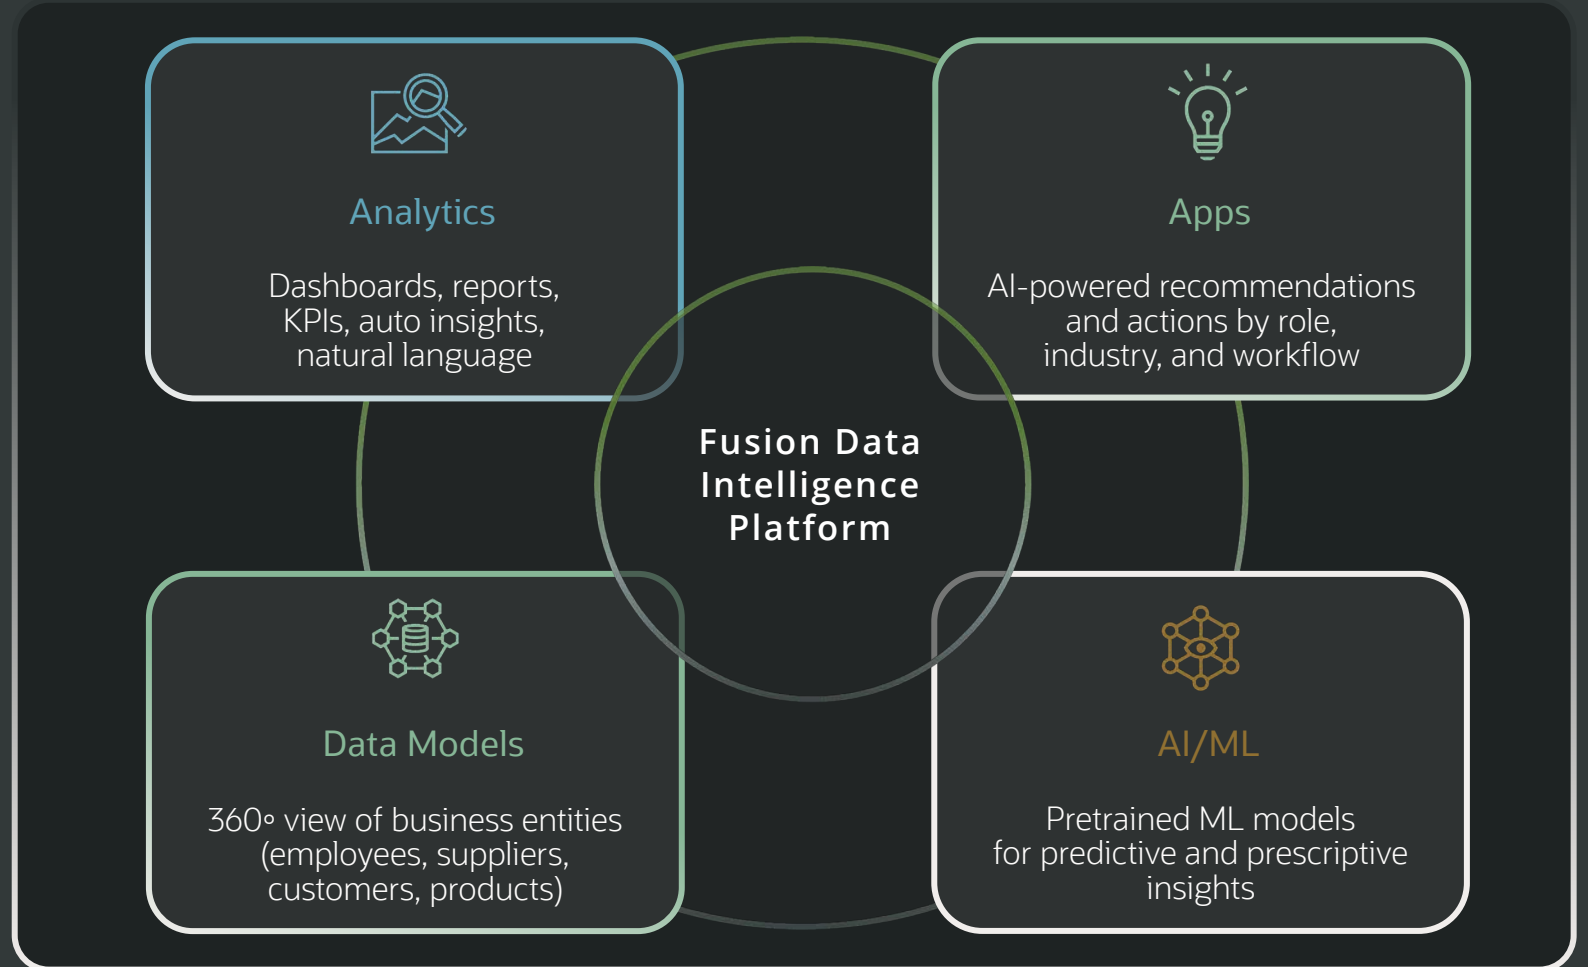 Analytics
Dashboards, reports,
KPIs, auto insights,
natural language
Apps
AI-powered recommendations
and actions by role,
industry, and workflow
Fusion Data
Intelligence
Platform
Data Models
360° view of business entities
(employees, suppliers,
customers, products)
AI/ML
Pretrained ML models
for predictive and prescriptive
insights